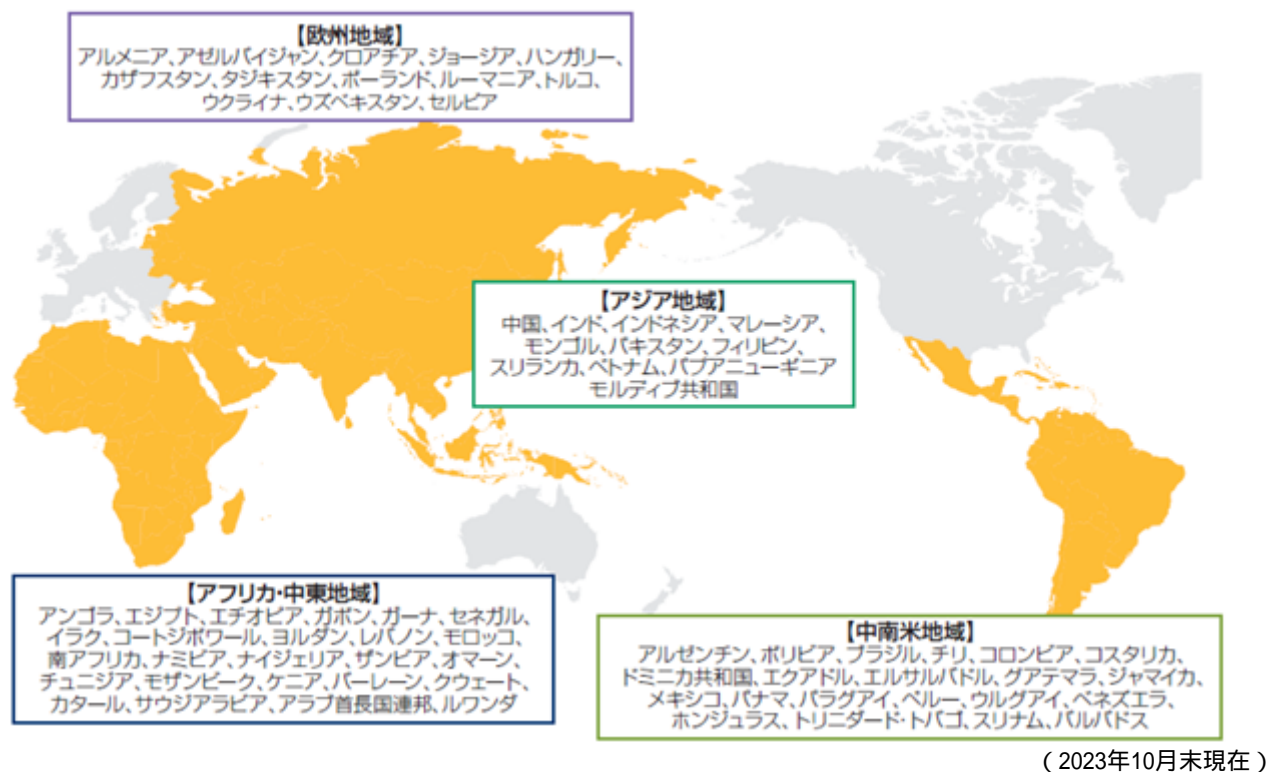 【欧州地域】
アルメニア、アゼルバイジャン、クロアチア、ジョージア、ハンガリー、
カザフスタン、タジキスタン、ポーランド、ルーマニア、トルコ、
ウクライナ、ウズベキスタン、セルビア
【アジア地域】
中国、インド、インドネシア、マレーシア、
モンゴル、パキスタン、フィリピン、
スリランカ、ベトナム、パプアニューギニア
モルディブ共和国
【アフリカ・中東地域】
アンゴラ、エジプト、エチオピア、ガボン、ガーナ、セネガル、
イラク、コートジボワール、ヨルダン、レバノン、モロッコ、
南アフリカ、ナミビア、ナイジェリア、ザンビア、オマーン、
チュニジア、モザンビーク、ケニア、バーレーン、クウェート、
カタール、サウジアラビア、アラブ首長国連邦、ルワンダ
【中南米地域】
アルゼンチン、ボリビア、ブラジル、チリ、コロンビア、コスタリカ、
ドミニカ共和国、エクアドル、エルサルバドル、グアテマラ、ジャマイカ、
メキシコ、パナマ、パラグアイ、ペルー、ウルグアイ、ベネズエラ、
ホンジュラス、トリニダード・トバゴ、スリナム、バルバドス
(2023年10月末現在)